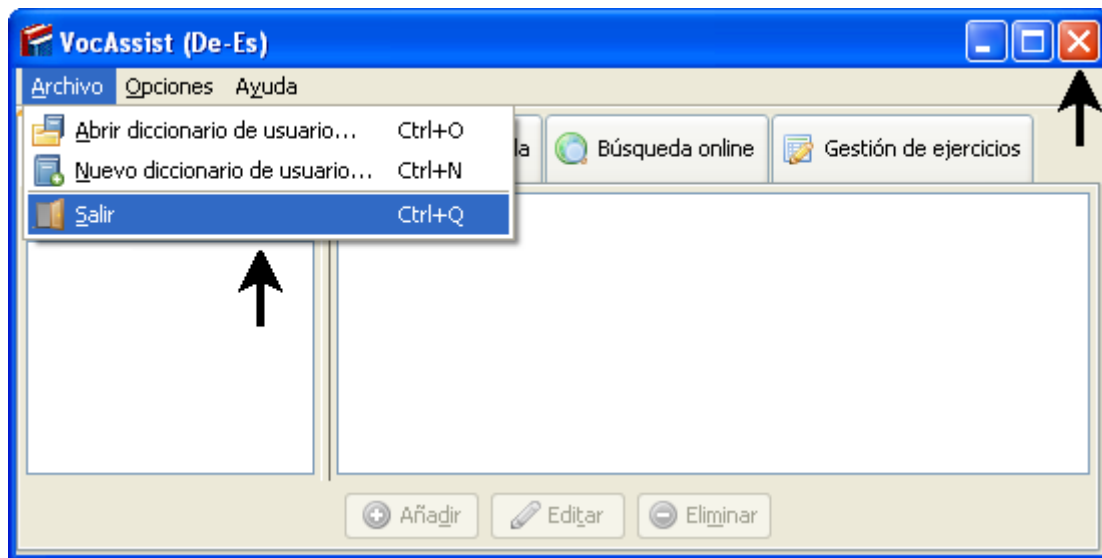 VocAssist (De-Es)
Archivo Opciones Ayuda
Abrir diccionario de usuario... Ctrl+O
la Búsqueda online Gestión de ejercicios
Nuevo diccionario de usuario... Ctrl+N
Salir Ctrl+Q
Añadir Editar Eliminar